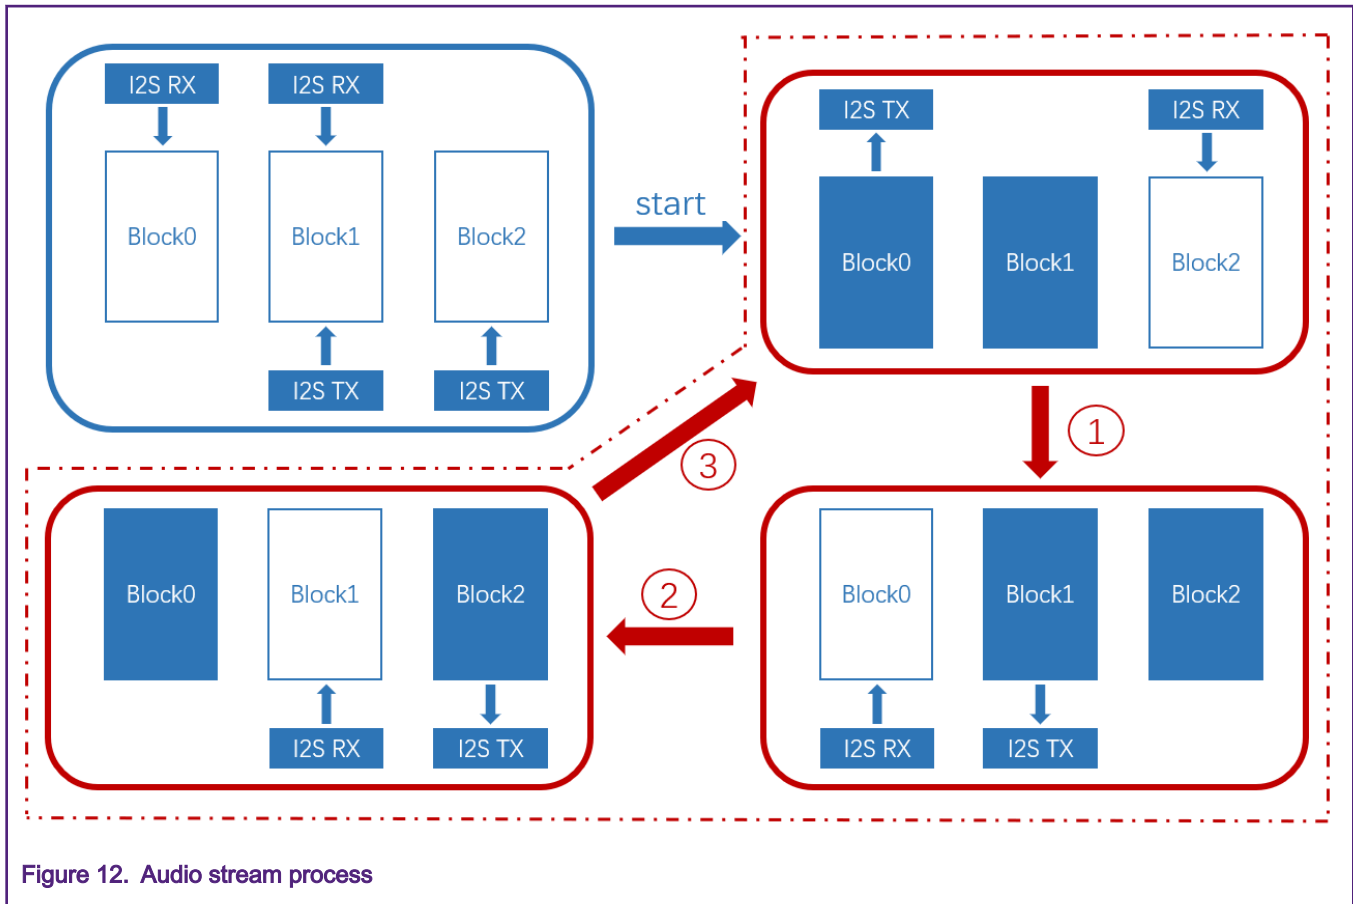 I2S RX
I2S RX
Block0
Block1
Block2
I2S TX
I2S TX
start
I2S TX
I2S RX
Block0
Block1
Block2
1
3
Block0
Block1
Block2
I2S RX
I2S TX
2
Block0
Block1
Block2
I2S RX
I2S TX
Figure 12. Audio stream process